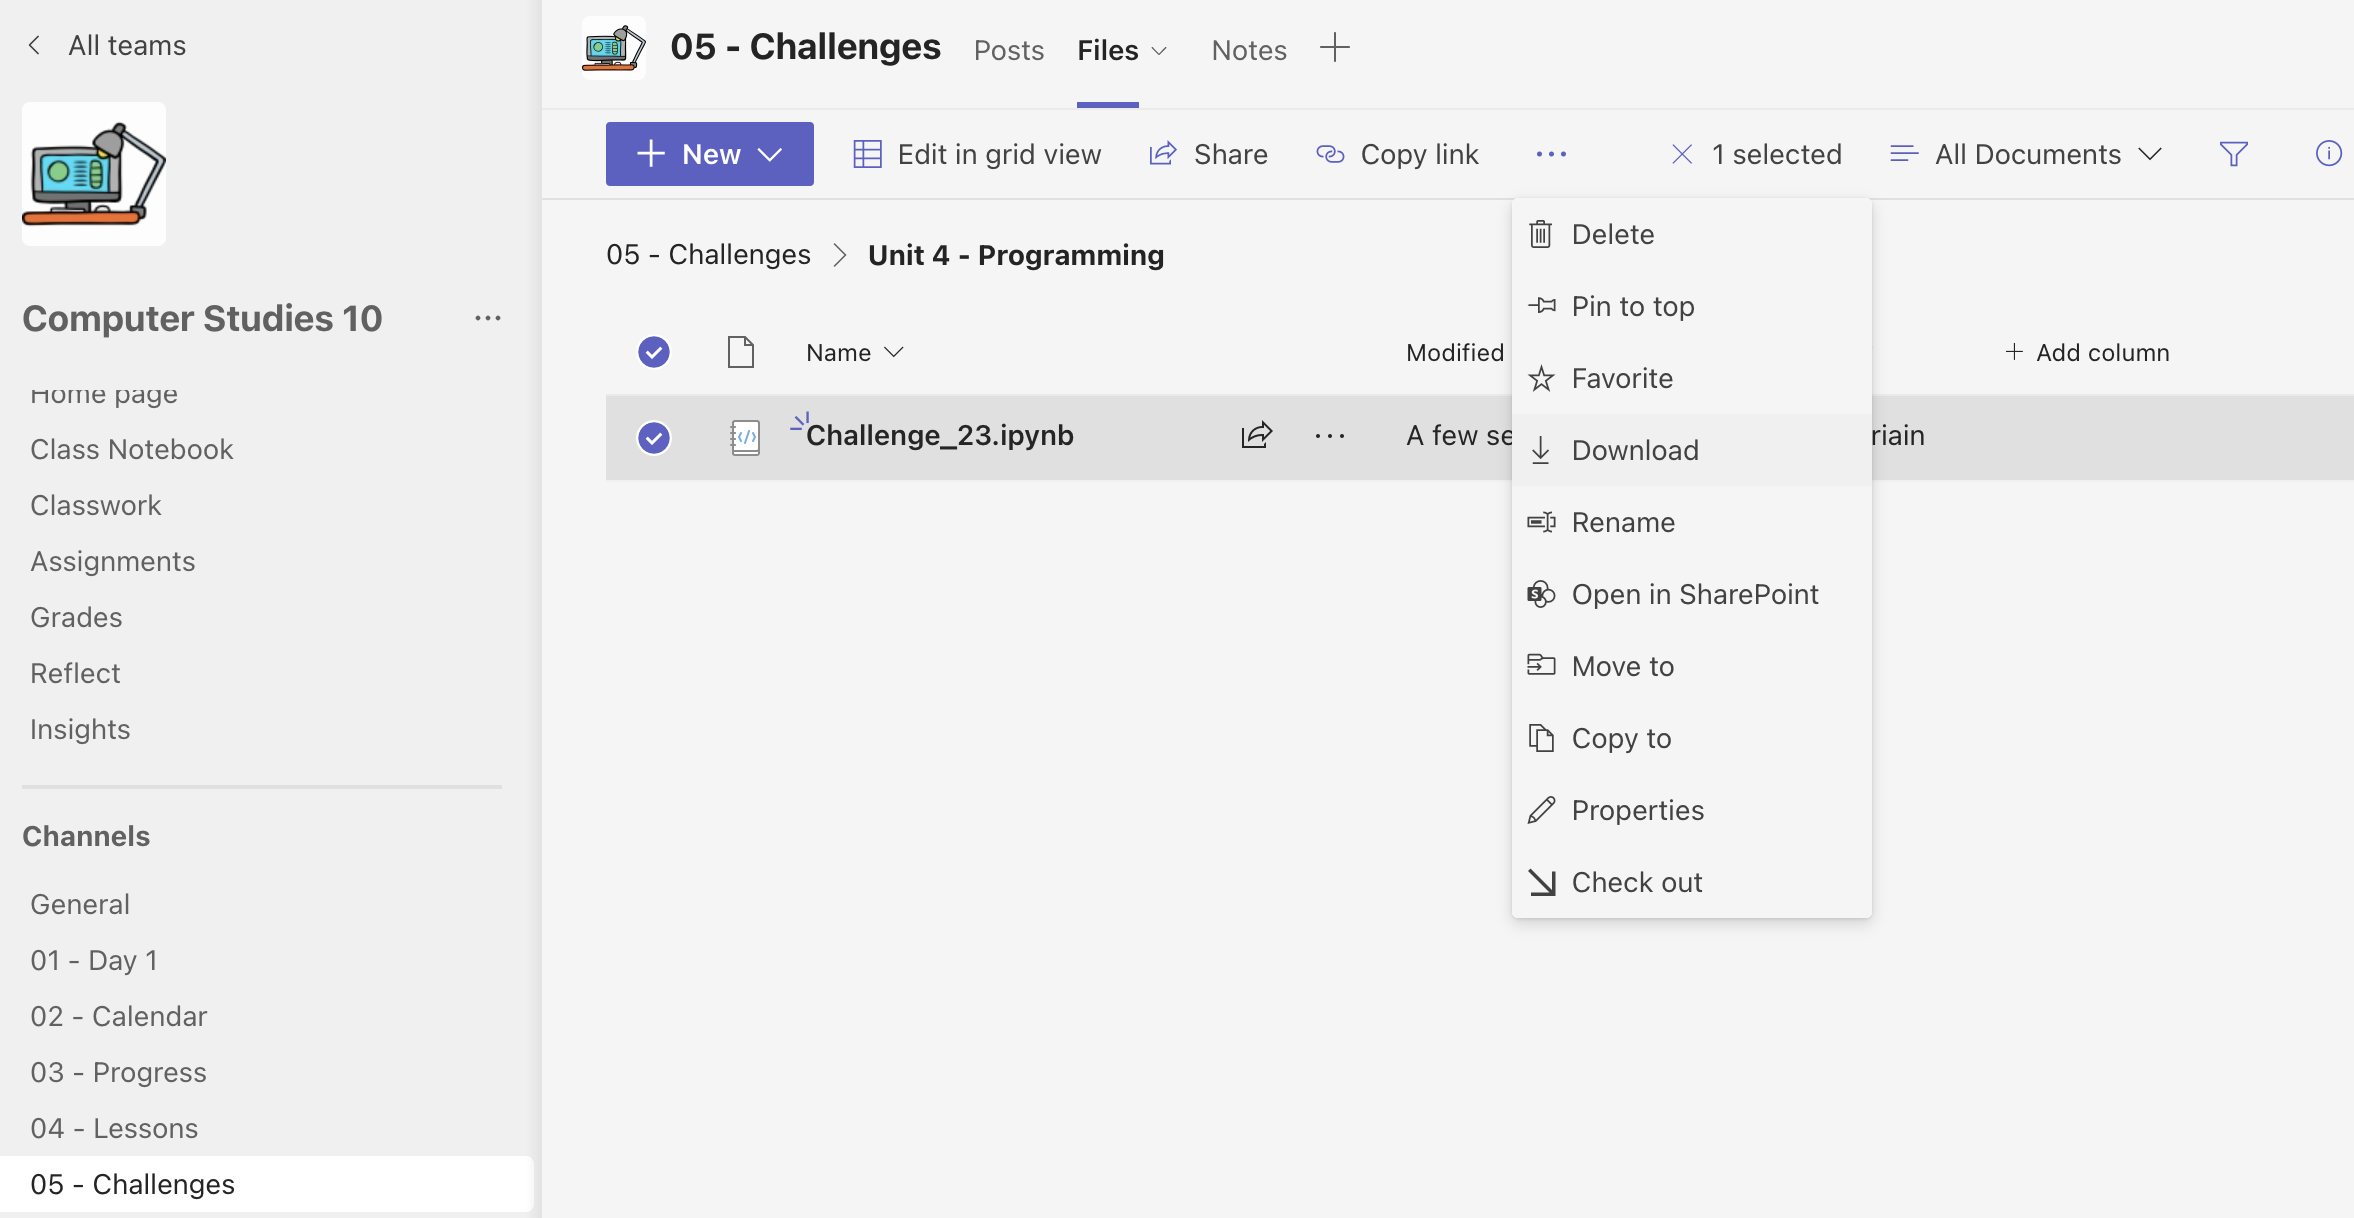 All teams
Computer Studies 10
Home page
Class Notebook
Classwork
Assignments
Grades
Reflect
Insights
Channels
General
01 - Day 1
02 - Calendar
03 - Progress
04 - Lessons
05 - Challenges
05 - Challenges Posts Files Notes
New Edit in grid view Share Copy link 1 selected All Documents
05 - Challenges Unit 4 - Programming
Name Modified Add column
Challenge_23.ipynb A few se riain
Delete
Pin to top
Favorite
Download
Rename
Open in SharePoint
Move to
Copy to
Properties
Check out